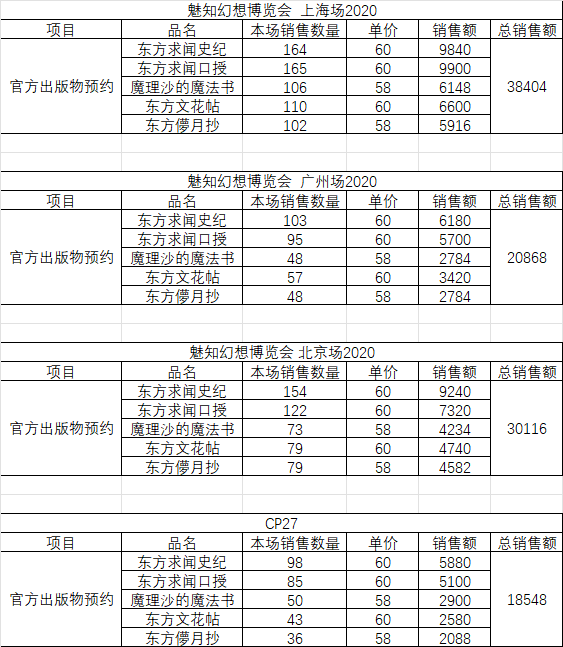 魅知幻想博览会 上海场2020
项目 品名 本场销售数量 单价 销售额 总销售额
东方求闻史纪 164 60 9840
东方求闻口授 165 60 9900
官方出版物预约 魔理沙的魔法书 106 58 6148 38404
东方文花帖 110 60 6600
东方儚月抄 102 58 5916
魅知幻想博览会 广州场2020
项目 品名 本场销售数量 单价 销售额 总销售额
东方求闻史纪 103 60 6180
东方求闻口授 95 60 5700
官方出版物预约 魔理沙的魔法书 48 58 2784 20868
东方文花帖 57 60 3420
东方儚月抄 48 58 2784
魅知幻想博览会 北京场2020
项目 品名 本场销售数量 单价 销售额 总销售额
东方求闻史纪 154 60 9240
东方求闻口授 122 60 7320
官方出版物预约 魔理沙的魔法书 73 58 4234 30116
东方文花帖 79 60 4740
东方儚月抄 79 58 4582
CP27
项目 品名 本场销售数量 单价 销售额 总销售额
东方求闻史纪 98 60 5880
东方求闻口授 85 60 5100
官方出版物预约 魔理沙的魔法书 50 58 2900 18548
东方文花帖 43 60 2580
东方儚月抄 36 58 2088